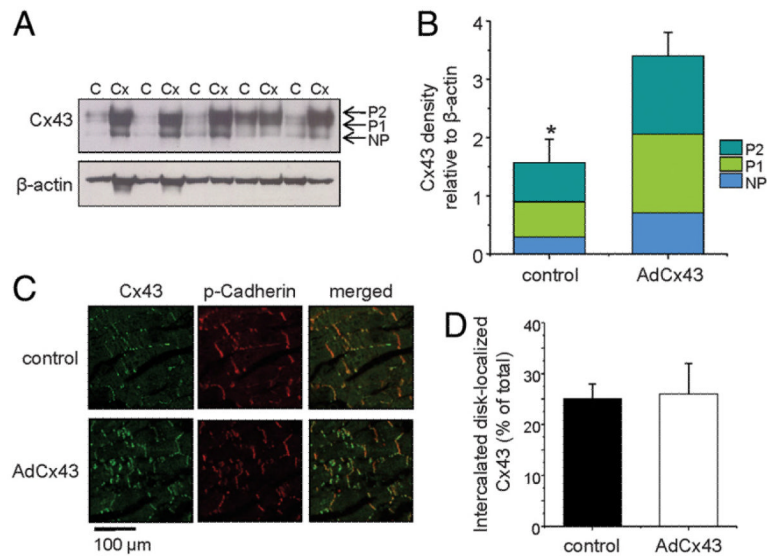 A
C Cx C Cx C Cx C Cx C Cx
Cx43
P2
P1
NP
β-actin
B
Cx43 density
relative to β-actin
4
3
2
1
0
*
control
AdCx43
P2
P1
NP
C
Cx43
p-Cadherin
merged
control
AdCx43
100 μm
D
Intercalated disk-localized
Cx43 (% of total)
40
30
20
10
0
control
AdCx43